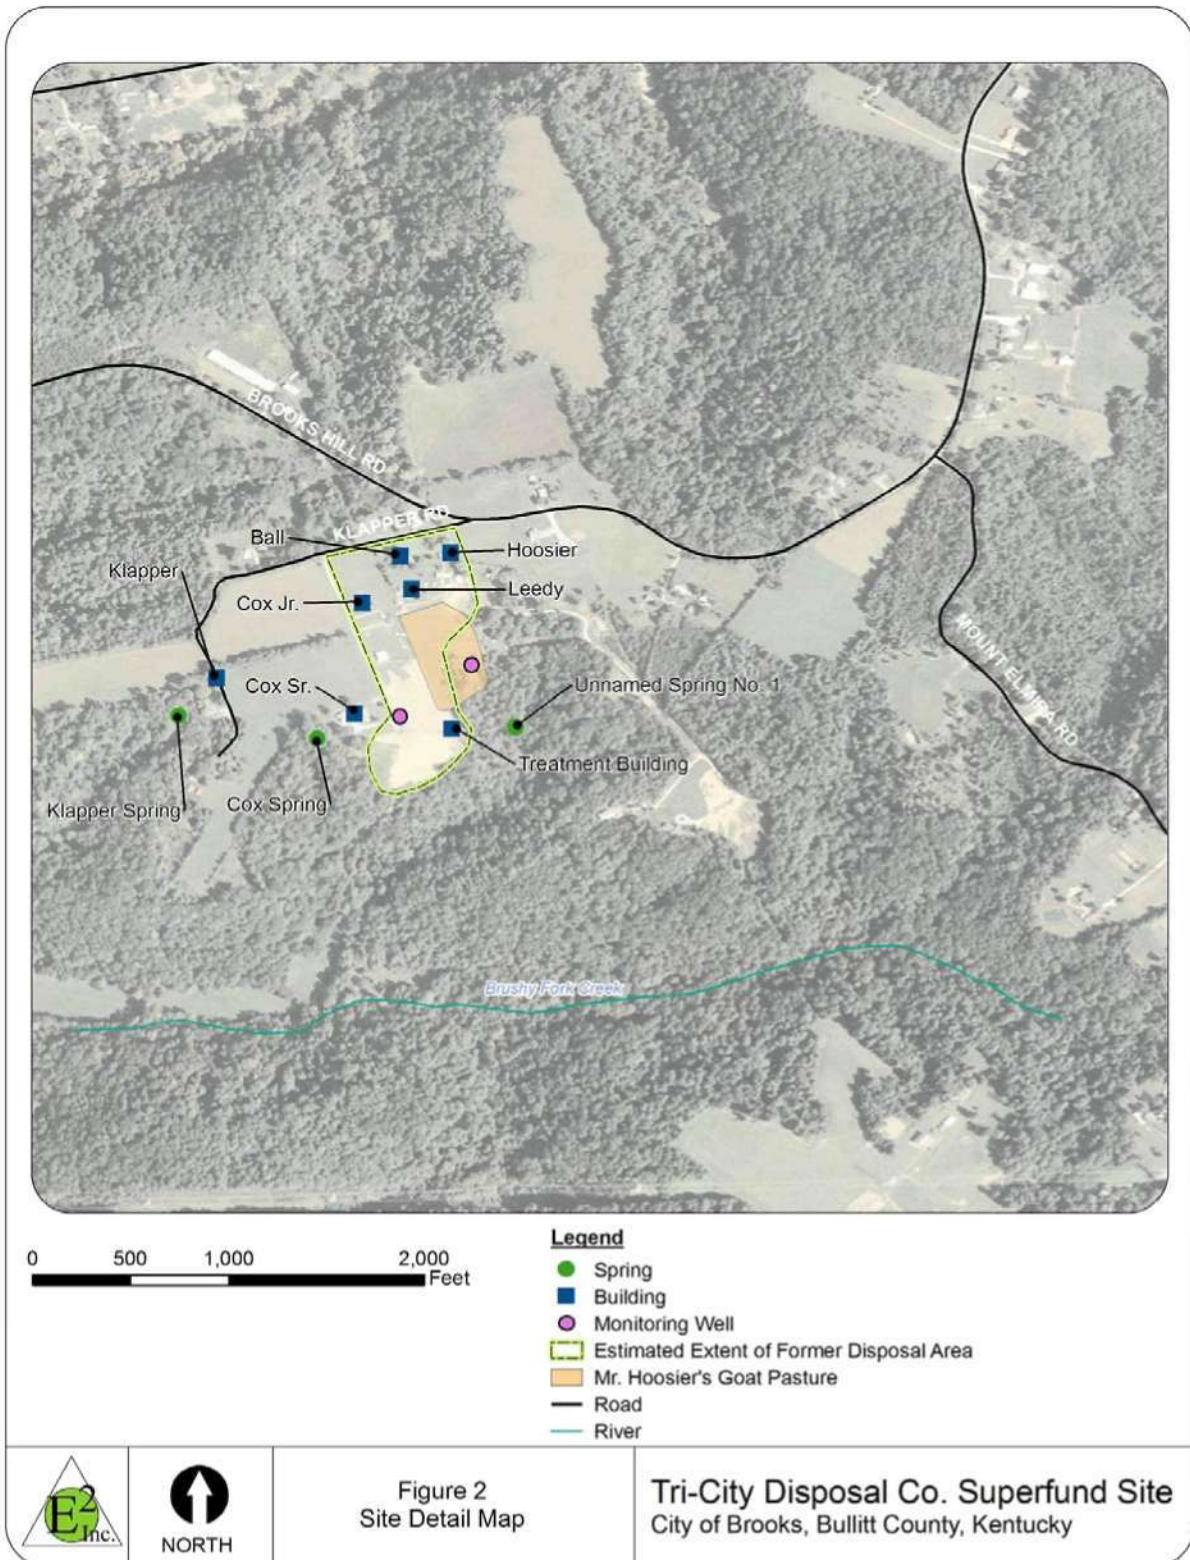 BROOKS HILL RD
KLAPPER RD
Ball
Hoosier
Klapper
Leedy
Cox Jr.
MOUNT ELMIRA RD
Cox Sr.
Unnamed Spring No. 1
Treatment Building
Klapper Spring
Cox Spring
Brushy Fork Creek
0 500 1,000 2,000
Feet
Legend
Spring
Building
Monitoring Well
Estimated Extent of Former Disposal Area
Mr. Hoosier's Goat Pasture
Road
River
E2
Inc.
NORTH
Figure 2
Site Detail Map
Tri-City Disposal Co. Superfund Site
City of Brooks, Bullitt County, Kentucky